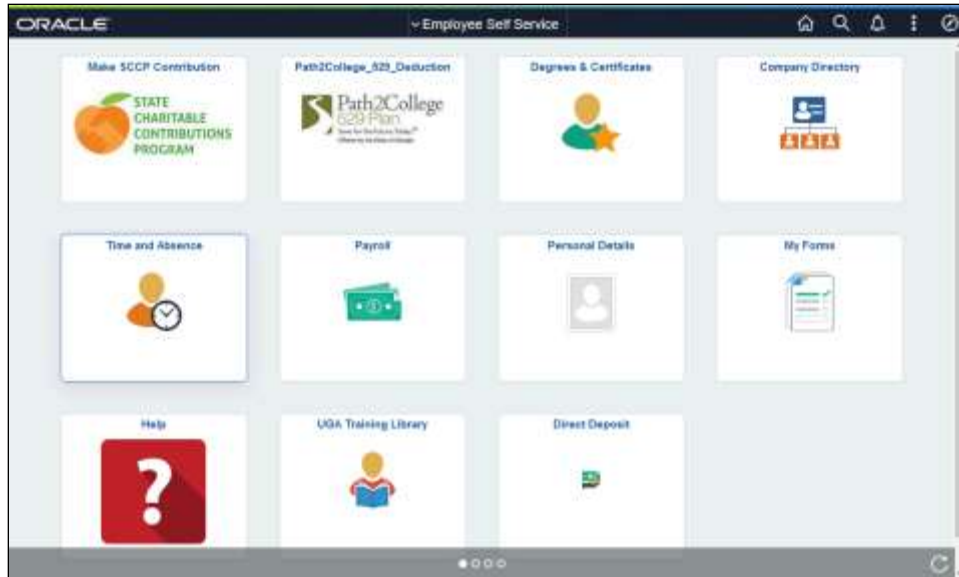 ORACLE
Employee Self Service
Make SCCP Contribution
Path2College_529_Deduction
Degrees & Certificates
Company Directory
STATE
CHARITABLE
CONTRIBUTIONS
PROGRAM
Path2College
529 Plan
Time and Absence
Payroll
Personal Details
My Forms
Help
UGA Training Library
Direct Deposit